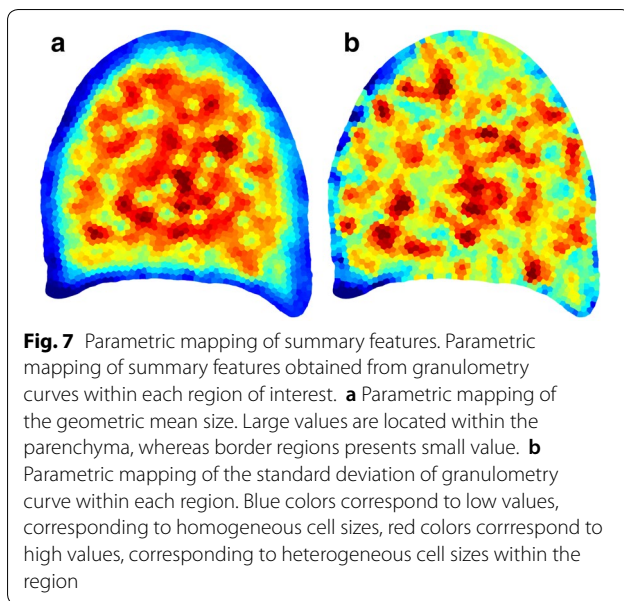 a
b
Fig. 7 Parametric mapping of summary features. Parametric
mapping of summary features obtained from granulometry
curves within each region of interest. a Parametric mapping of
the geometric mean size. Large values are located within the
parenchyma, whereas border regions presents small value. b
Parametric mapping of the standard deviation of granulometry
curve within each region. Blue colors correspond to low values,
corresponding to homogeneous cell sizes, red colors corrrespond to
high values, corresponding to heterogeneous cell sizes within the
region